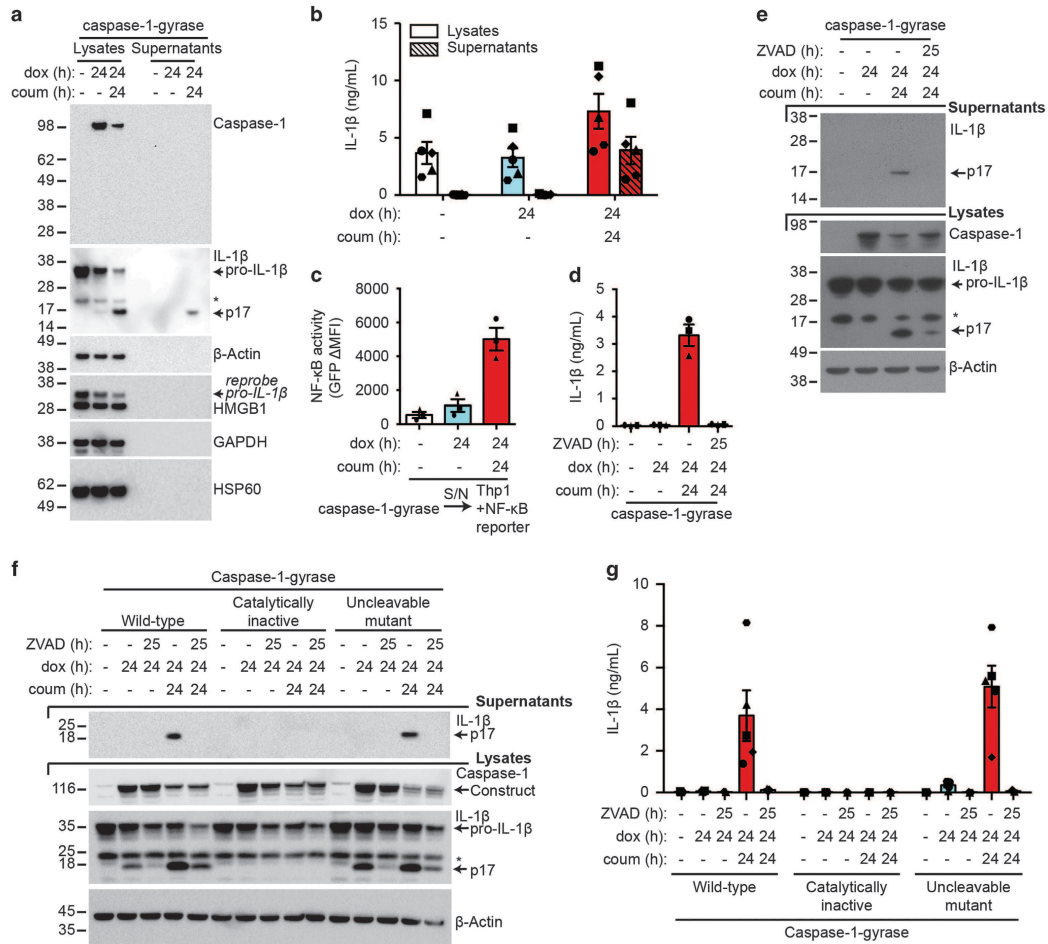 a
caspase-1-gyrase
Lysates Supernatants
dox (h): - 24 24 - 24 24
coum (h): - - 24 - - 24
98
62
49
38
28
Caspase-1
38
28
17
14
IL-1β
pro-IL-1β
*
p17
49
38
β-Actin
38
28
reprobe
pro-IL-1β
HMGB1
38
GAPDH
62
49
HSP60
b
IL-1β (ng/mL)
15
10
5
0
Lysates
Supernatants
dox (h): - 24 24
coum (h): - - 24
c
NF-κB activity
(GFP ΔMFI)
8000
6000
4000
2000
0
dox (h): - 24 24
coum (h): - - 24
caspase-1-gyrase S/N Thp1
+NF-κB
reporter
d
IL-1β (ng/mL)
5
4
3
2
1
0
ZVAD (h): - - - 25
dox (h): - 24 24 24
coum (h): - - 24 24
caspase-1-gyrase
e
caspase-1-gyrase
ZVAD (h): - - - 25
dox (h): - 24 24 24
coum (h): - - 24 24
Supernatants
38
28
17
14
IL-1β
p17
Lysates
98
Caspase-1
38
28
17
14
IL-1β
pro-IL-1β
*
p17
49
38
β-Actin
f
Caspase-1-gyrase
Wild-type
Catalytically
inactive
Uncleavable
mutant
ZVAD (h): - - 25 - 25 - - 25 - 25 - - 25 - 25
dox (h): - 24 24 24 24 - 24 24 24 24 - 24 24 24 24
coum (h): - - - 24 24 - - - 24 24 - - - 24 24
Supernatants
25
18
IL-1β
p17
Lysates
116
Caspase-1
Construct
35
25
18
IL-1β
pro-IL-1β
*
p17
45
35
β-Actin
g
IL-1β (ng/mL)
10
8
6
4
2
0
ZVAD (h): - - 25 - 25 - - 25 - 25 - - 25 - 25
dox (h): - 24 24 24 24 - 24 24 24 24 - 24 24 24 24
coum (h): - - - 24 24 - - - 24 24 - - - 24 24
Wild-type
Catalytically
inactive
Uncleavable
mutant
Caspase-1-gyrase